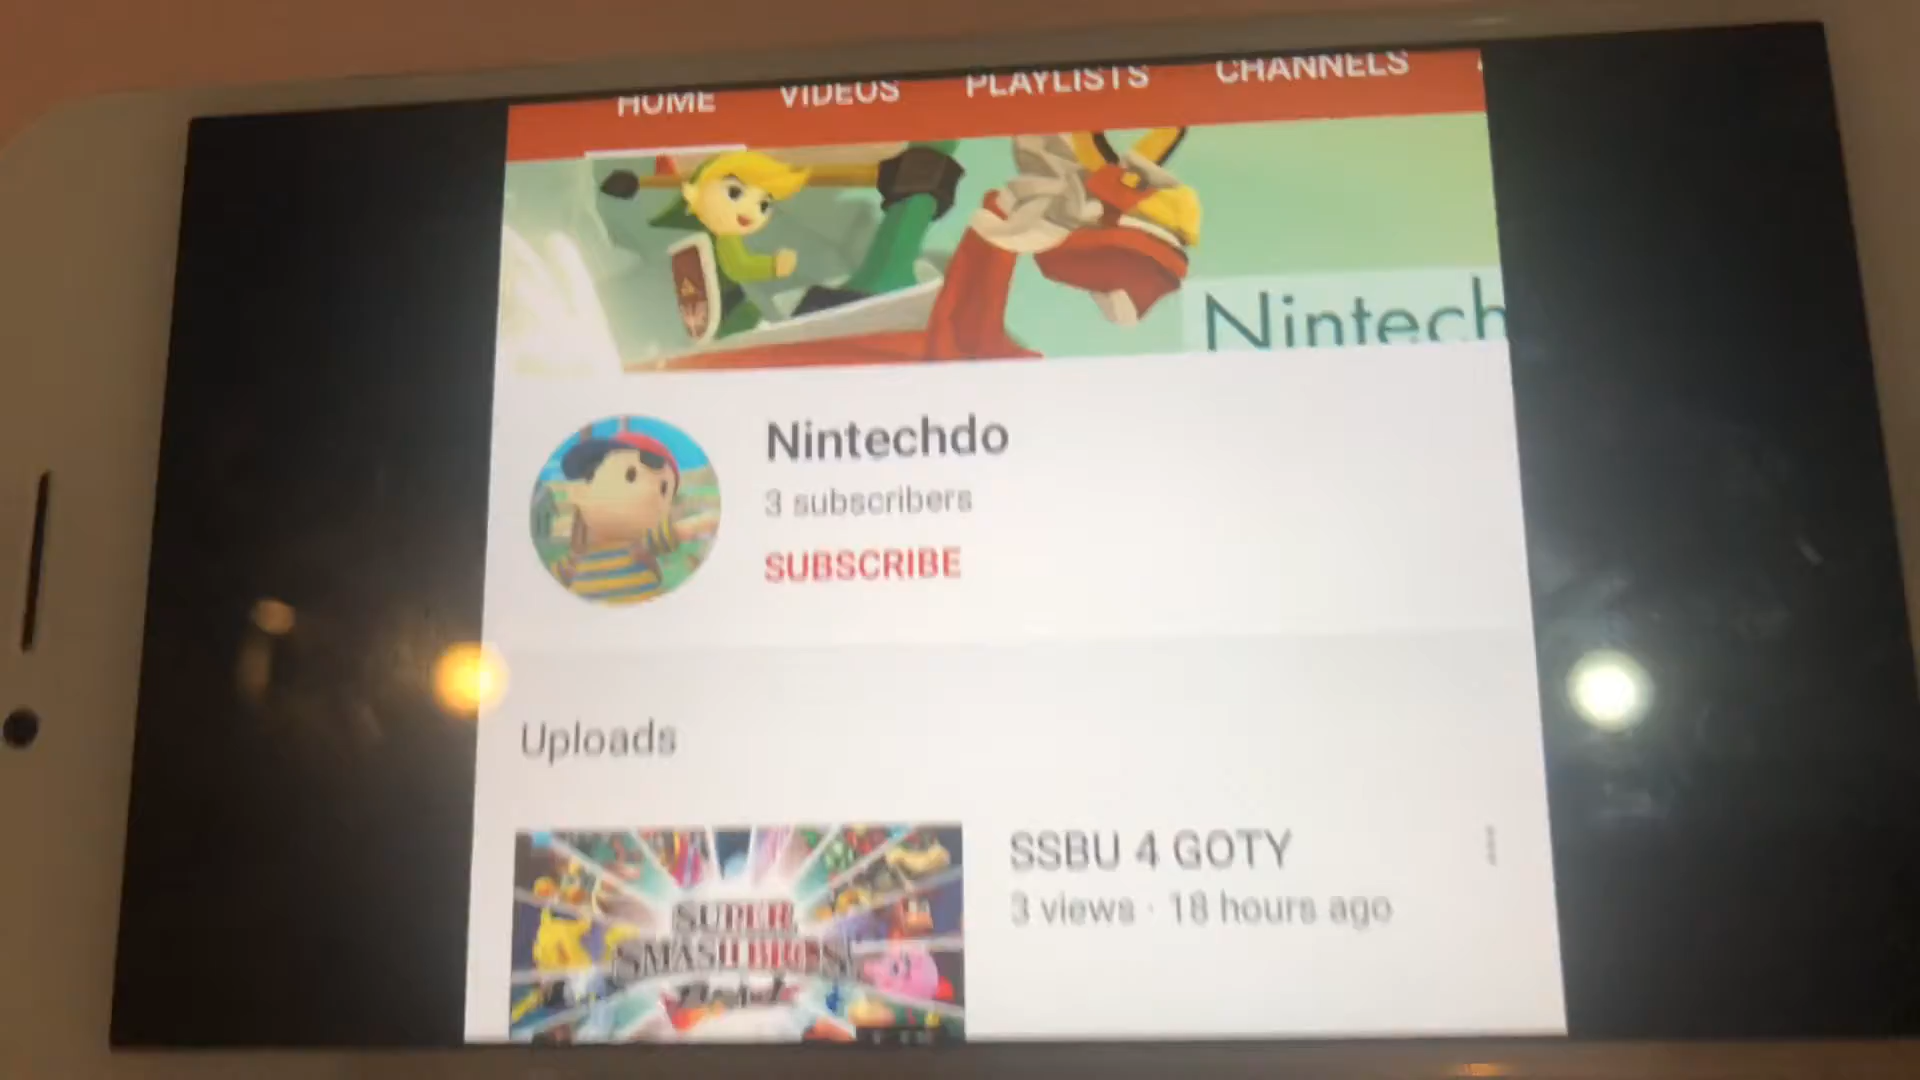 HOME VIDEOS PLAYLISTS CHANNELS
Nintech
Nintechdo
3 subscribers
SUBSCRIBE
Uploads
SSBU 4 GOTY
3 views · 18 hours ago
SUPER
SMASH BROS